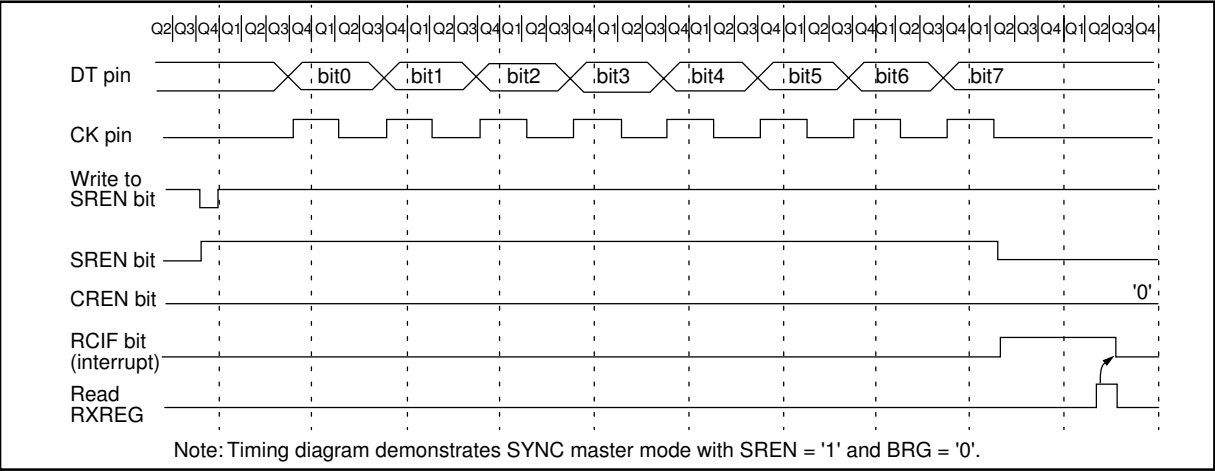 Q2 Q3 Q4 Q1 Q2 Q3 Q4 Q1 Q2 Q3 Q4 Q1 Q2 Q3 Q4 Q1 Q2 Q3 Q4 Q1 Q2 Q3 Q4 Q1 Q2 Q3 Q4 Q1 Q2 Q3 Q4 Q1 Q2 Q3 Q4 Q1 Q2 Q3 Q4 Q1 Q2 Q3 Q4
DT pin bit0 bit1 bit2 bit3 bit4 bit5 bit6 bit7
CK pin
Write to
SREN bit
SREN bit
CREN bit '0'
RCIF bit
(interrupt)
Read
RXREG
Note: Timing diagram demonstrates SYNC master mode with SREN = '1' and BRG = '0'.